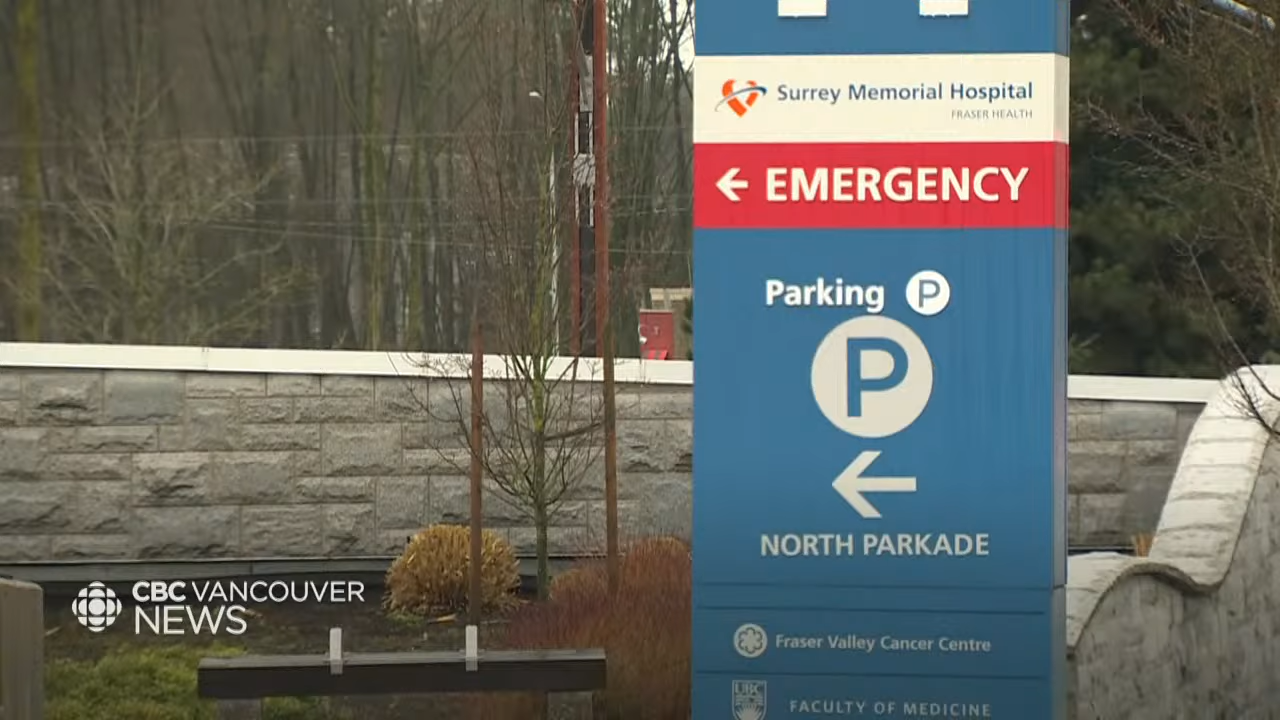 Surrey Memorial Hospital
FRASER HEALTH
← EMERGENCY
Parking P
P
←
NORTH PARKADE
Fraser Valley Cancer Centre
UBC
FACULTY OF MEDICINE
CBC VANCOUVER
NEWS